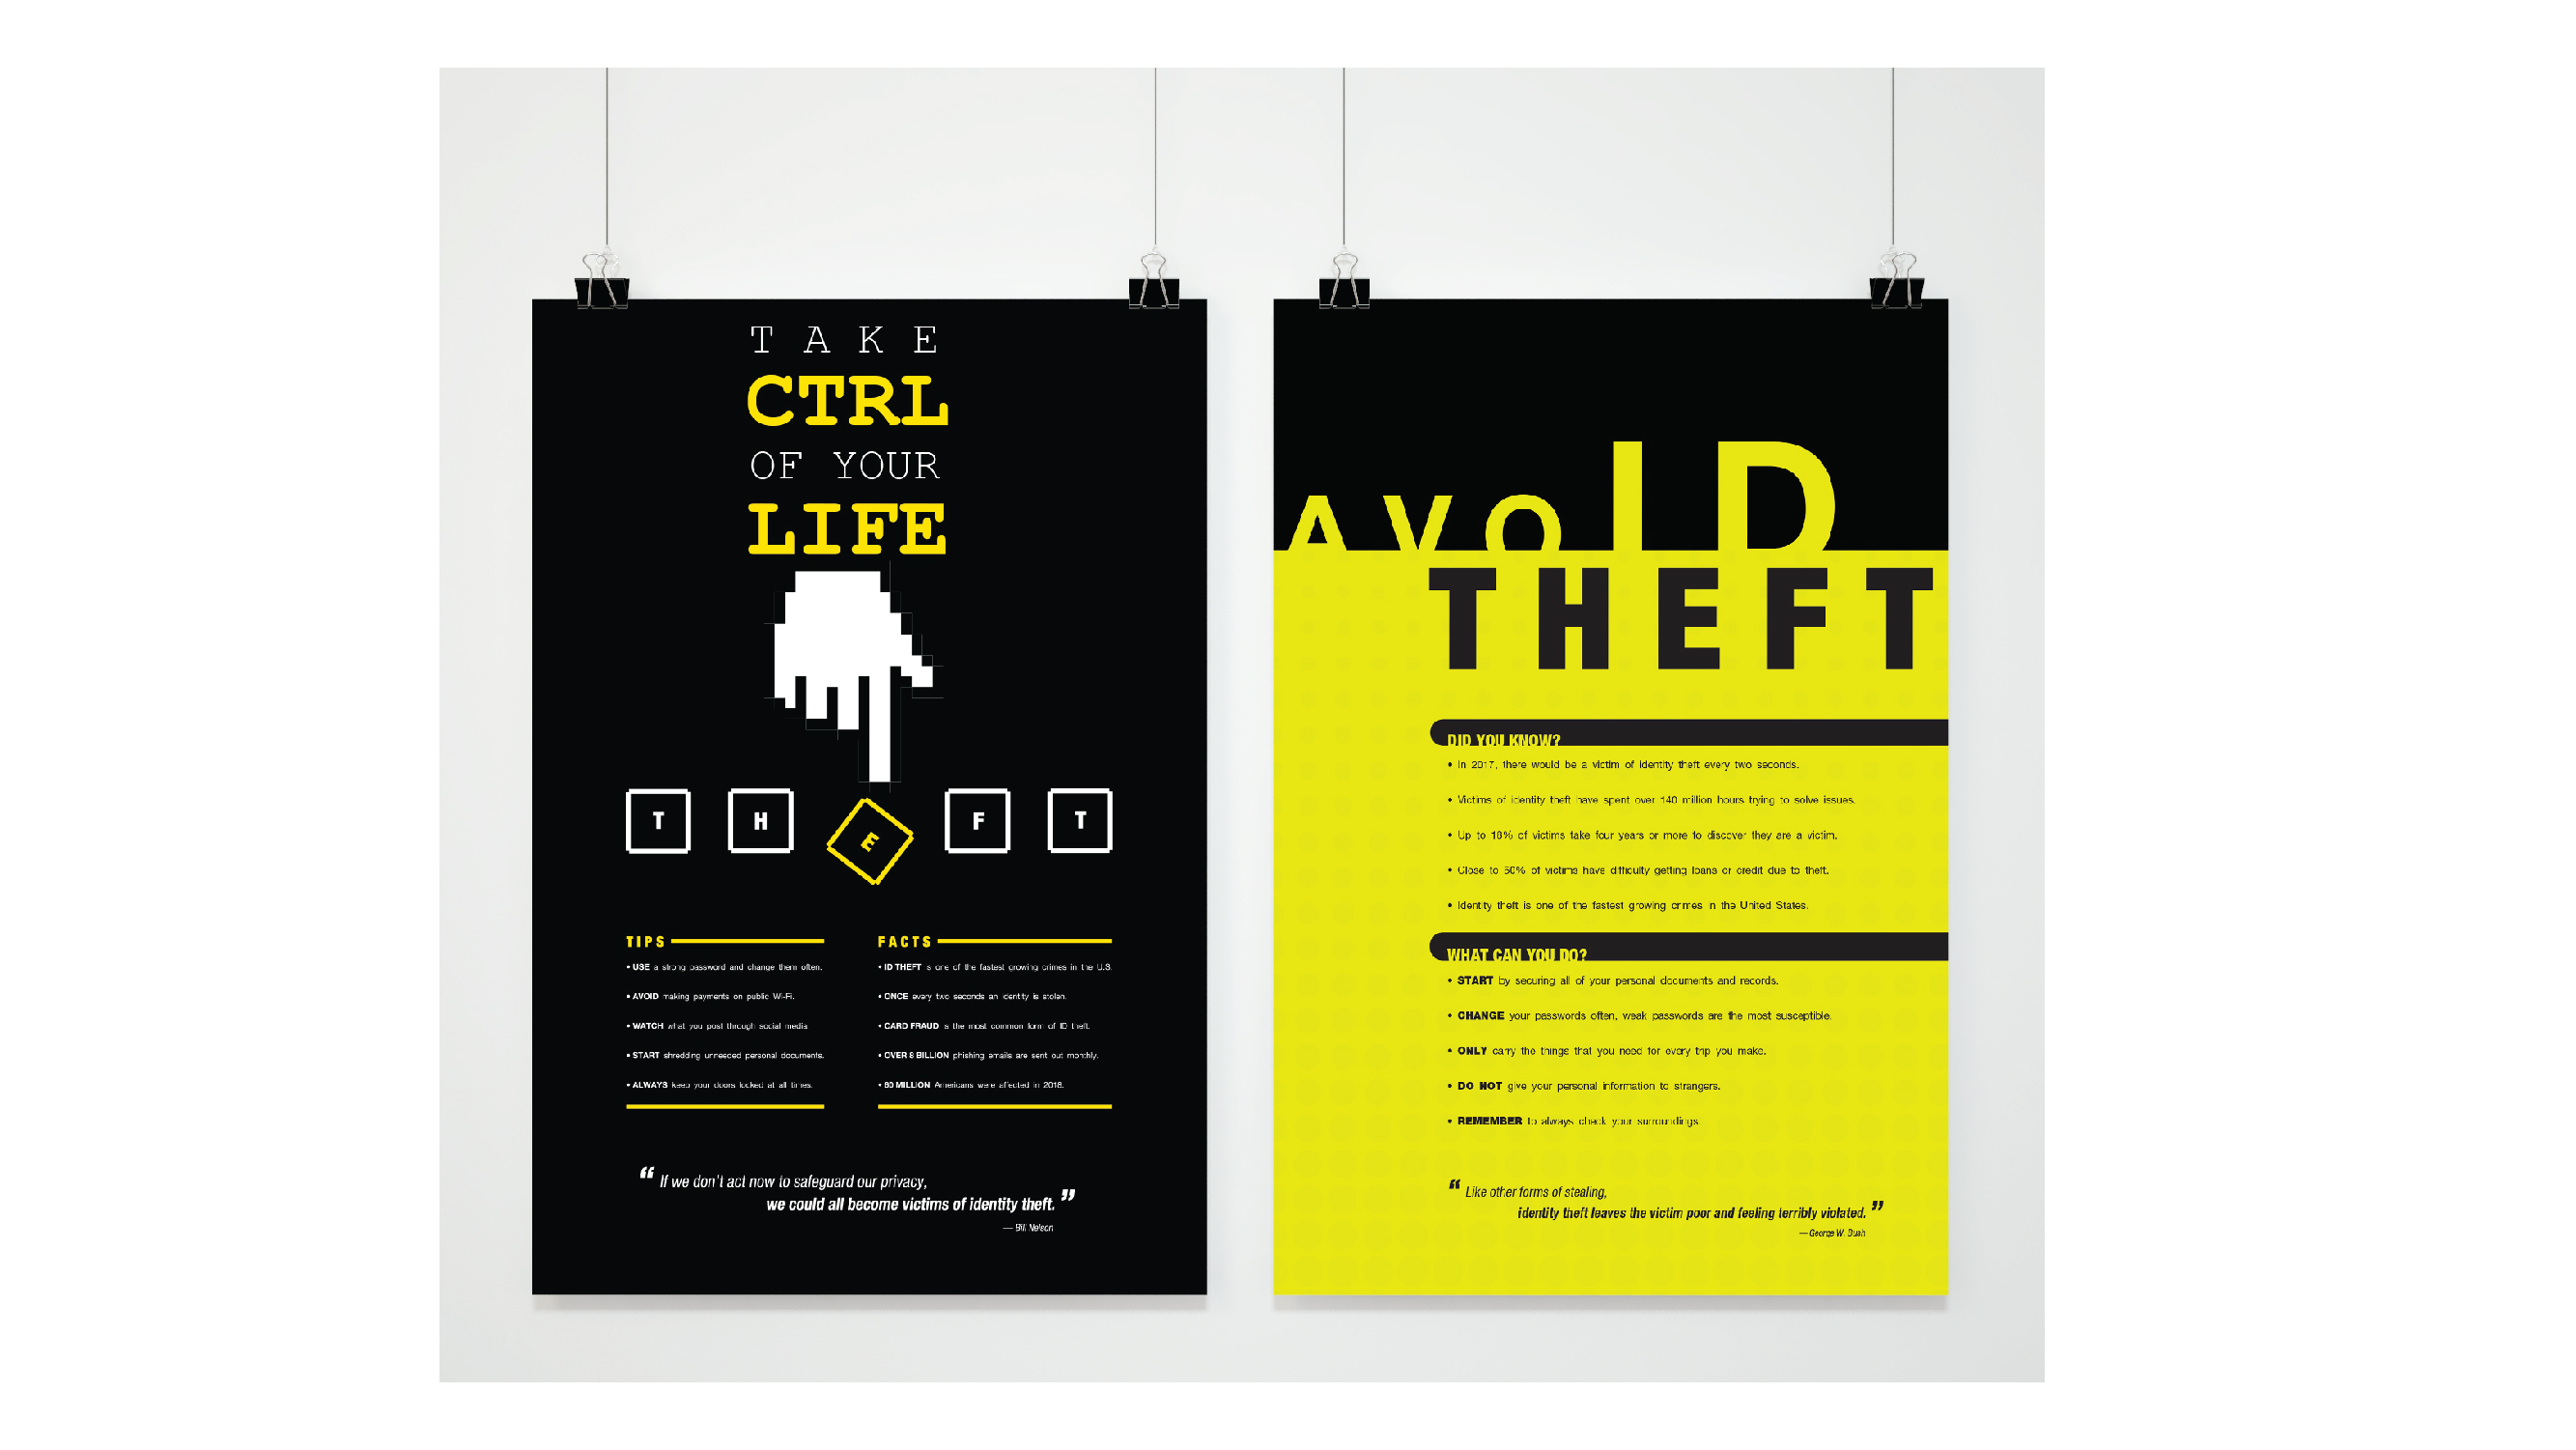 TAKE
CTRL
OF YOUR
LIFE
T H E F T
TIPS
• USE a strong password and change them often.
• AVOID making payments on public Wi-Fi.
• WATCH what you post through social media
• START shredding unneeded personal documents.
• ALWAYS keep your doors locked at all times.
FACTS
• ID THEFT is one of the fastest growing crimes in the U.S.
• ONCE every two seconds an identity is stolen.
• CARD FRAUD is the most common form of ID theft.
• OVER 8 BILLION phishing emails are sent out monthly.
• 60 MILLION Americans were affected in 2018.
“ If we don't act now to safeguard our privacy,
we could all become victims of identity theft. ”
— Bill Nelson
AVOID
THEFT
DID YOU KNOW?
• In 2017, there would be a victim of identity theft every two seconds.
• Victims of identity theft have spent over 140 million hours trying to solve issues.
• Up to 18% of victims take four years or more to discover they are a victim.
• Close to 50% of victims have difficulty getting loans or credit due to theft.
• Identity theft is one of the fastest growing crimes in the United States.
WHAT CAN YOU DO?
• START by securing all of your personal documents and records.
• CHANGE your passwords often, weak passwords are the most susceptible.
• ONLY carry the things that you need for every trip you make.
• DO NOT give your personal information to strangers.
• REMEMBER to always check your surroundings.
“ Like other forms of stealing,
identity theft leaves the victim poor and feeling terribly violated. ”
— George W. Bush